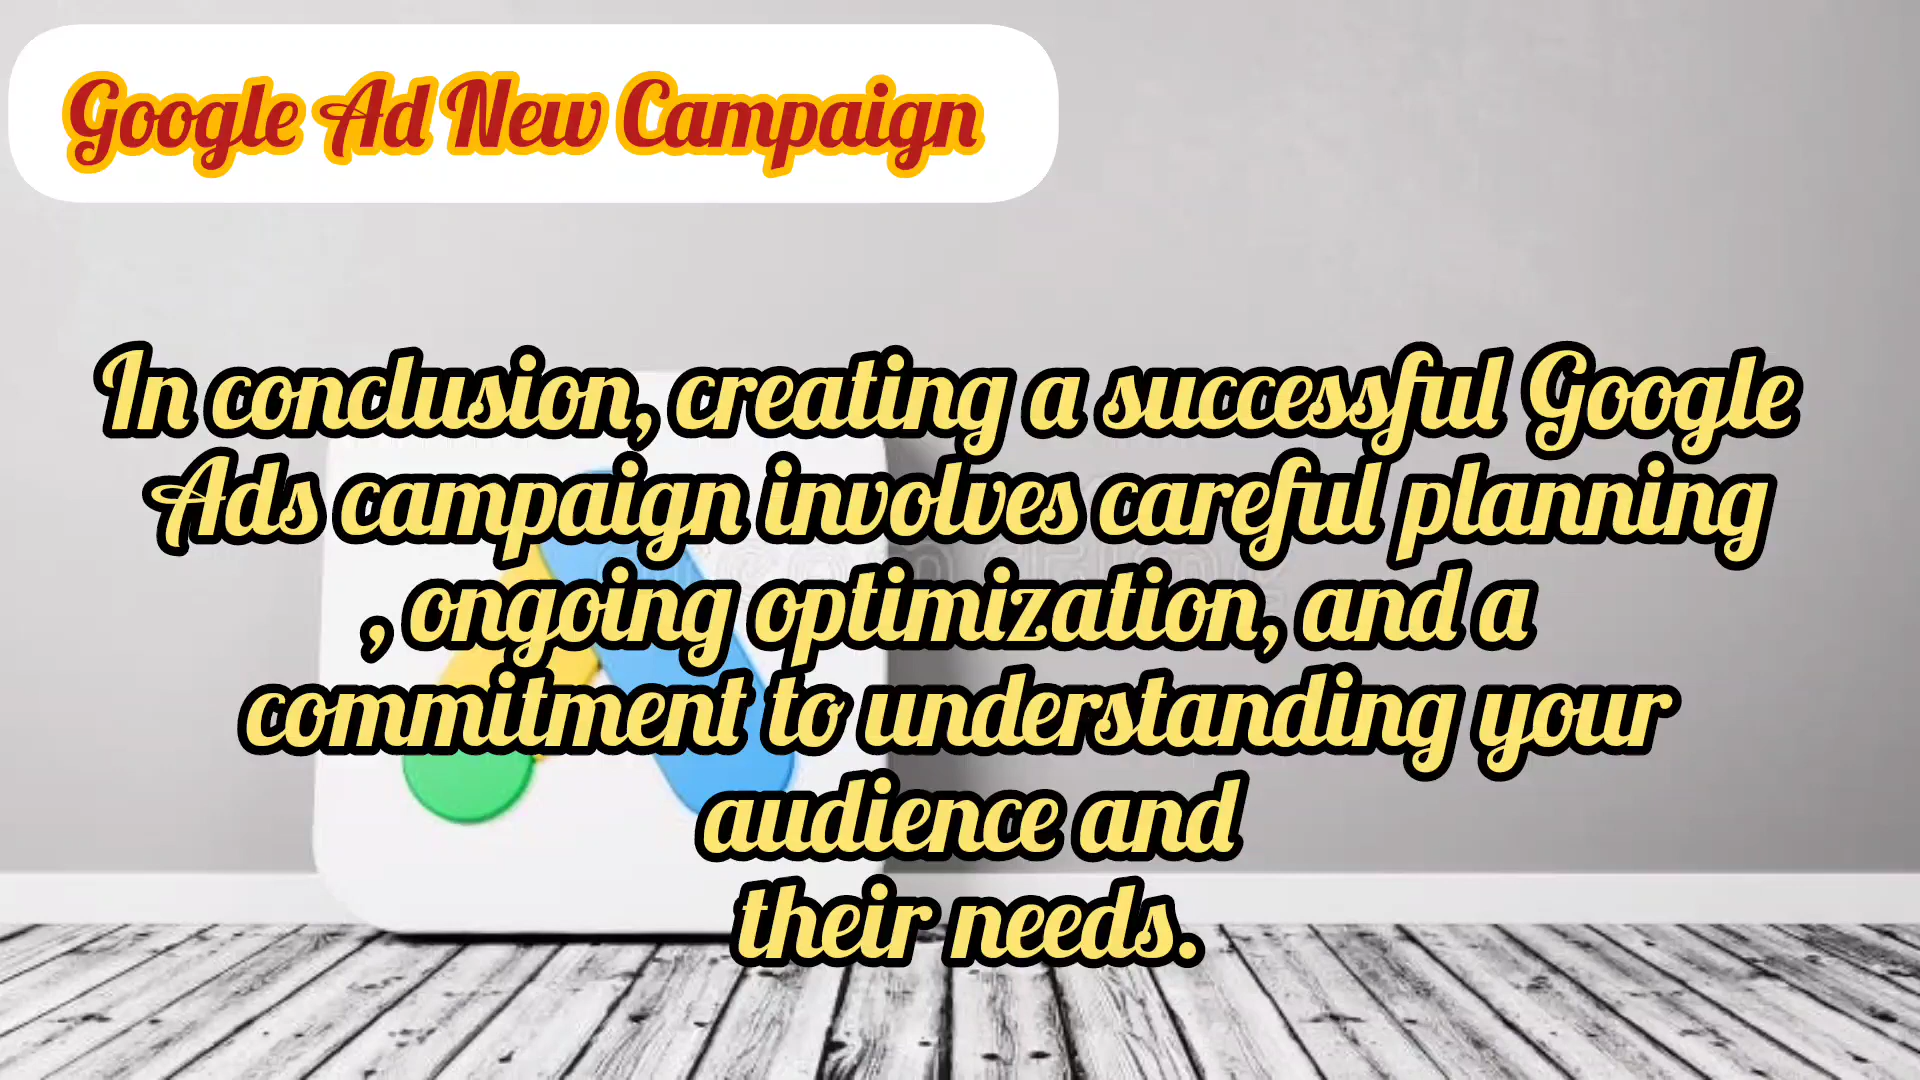 Google Ad New Campaign
In conclusion, creating a successful Google
Ads campaign involves careful planning
, ongoing optimization, and a
commitment to understanding your
audience and
their needs.